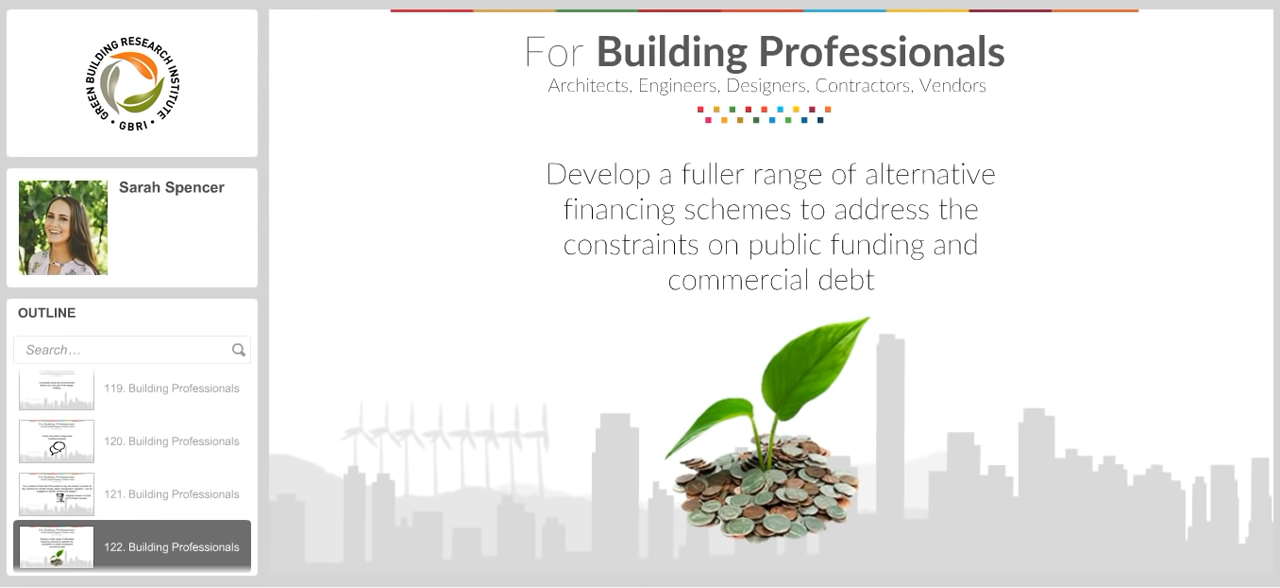 GREEN BUILDING RESEARCH INSTITUTE
• GBRI •
Sarah Spencer
OUTLINE
Search...
119. Building Professionals
120. Building Professionals
121. Building Professionals
122. Building Professionals
For Building Professionals
Architects, Engineers, Designers, Contractors, Vendors
Develop a fuller range of alternative
financing schemes to address the
constraints on public funding and
commercial debt